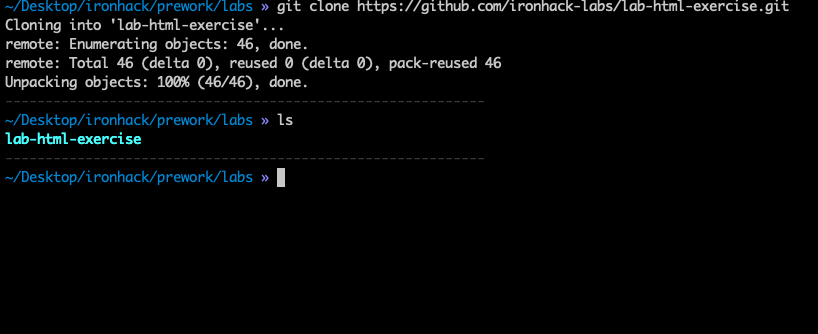 ~/Desktop/ironhack/prework/labs » git clone https://github.com/ironhack-labs/lab-html-exercise.git
Cloning into 'lab-html-exercise'...
remote: Enumerating objects: 46, done.
remote: Total 46 (delta 0), reused 0 (delta 0), pack-reused 46
Unpacking objects: 100% (46/46), done.
------------------------------------------------------------
~/Desktop/ironhack/prework/labs » ls
lab-html-exercise
------------------------------------------------------------
~/Desktop/ironhack/prework/labs »